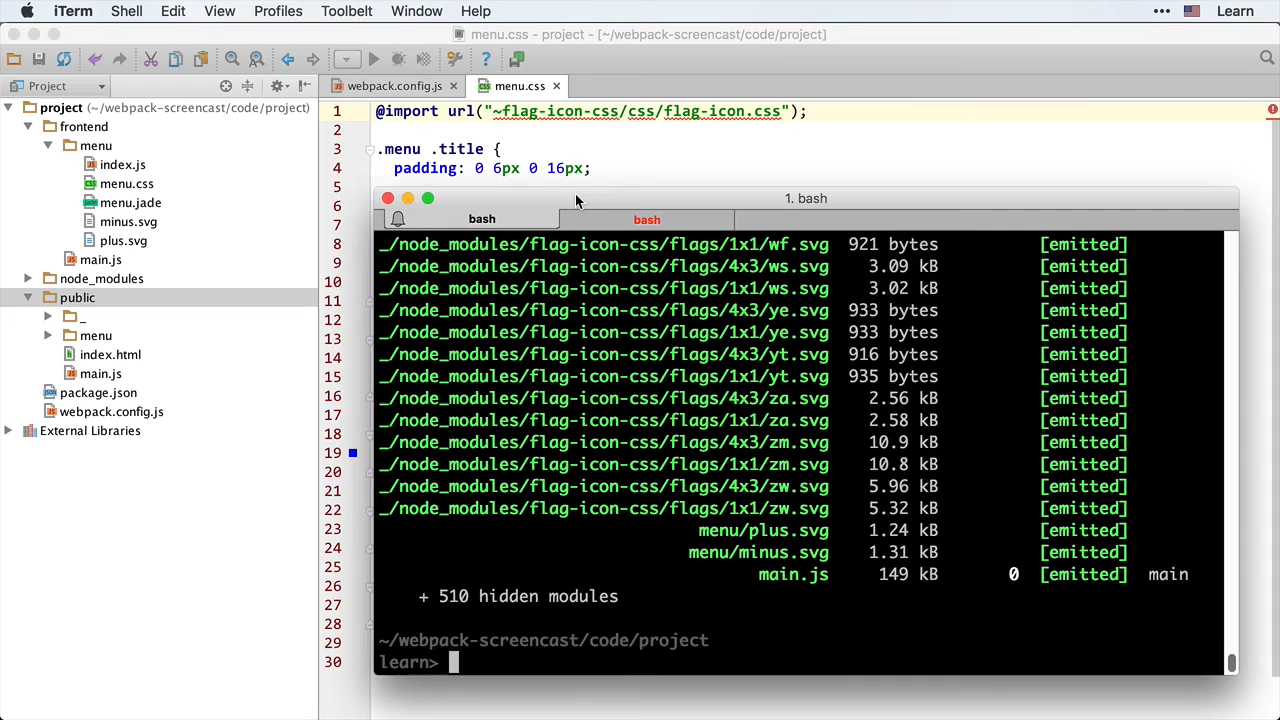 iTerm Shell Edit View Profiles Toolbelt Window Help ••• Learn
menu.css - project - [~/webpack-screencast/code/project]
Project webpack.config.js menu.css
project (~/webpack-screencast/code/project)
frontend
menu
index.js
menu.css
menu.jade
minus.svg
plus.svg
main.js
node_modules
public
_
menu
index.html
main.js
package.json
webpack.config.js
External Libraries
1 @import url("~flag-icon-css/css/flag-icon.css");
2
3 .menu .title {
4 padding: 0 6px 0 16px;
5
6
7
8
9
10
11
12
13
14
15
16
17
18
19
20
21
22
23
24
25
26
27
28
29
30
1. bash
bash bash
_/node_modules/flag-icon-css/flags/1x1/wf.svg 921 bytes [emitted]
_/node_modules/flag-icon-css/flags/4x3/ws.svg 3.09 kB [emitted]
_/node_modules/flag-icon-css/flags/1x1/ws.svg 3.02 kB [emitted]
_/node_modules/flag-icon-css/flags/4x3/ye.svg 933 bytes [emitted]
_/node_modules/flag-icon-css/flags/1x1/ye.svg 933 bytes [emitted]
_/node_modules/flag-icon-css/flags/4x3/yt.svg 916 bytes [emitted]
_/node_modules/flag-icon-css/flags/1x1/yt.svg 935 bytes [emitted]
_/node_modules/flag-icon-css/flags/4x3/za.svg 2.56 kB [emitted]
_/node_modules/flag-icon-css/flags/1x1/za.svg 2.58 kB [emitted]
_/node_modules/flag-icon-css/flags/4x3/zm.svg 10.9 kB [emitted]
_/node_modules/flag-icon-css/flags/1x1/zm.svg 10.8 kB [emitted]
_/node_modules/flag-icon-css/flags/4x3/zw.svg 5.96 kB [emitted]
_/node_modules/flag-icon-css/flags/1x1/zw.svg 5.32 kB [emitted]
menu/plus.svg 1.24 kB [emitted]
menu/minus.svg 1.31 kB [emitted]
main.js 149 kB 0 [emitted] main
+ 510 hidden modules
~/webpack-screencast/code/project
learn>